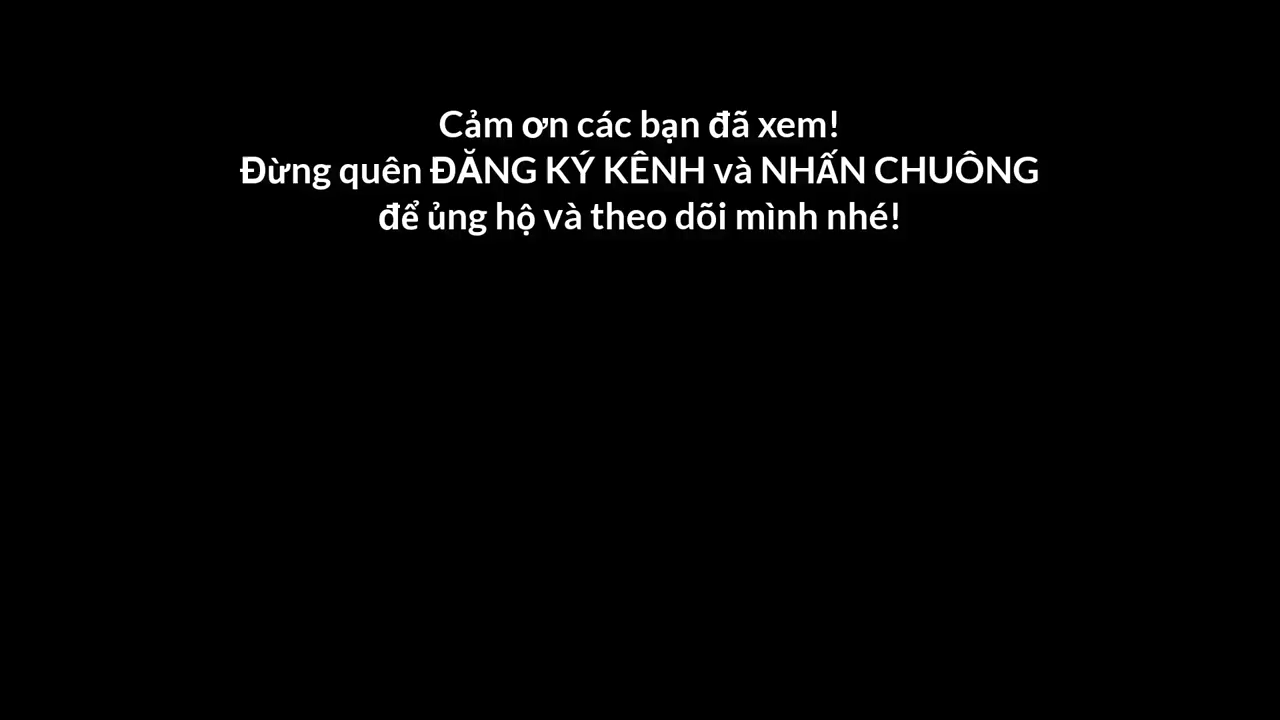 Cảm ơn các bạn đã xem!
Đừng quên ĐĂNG KÝ KÊNH và NHẤN CHUÔNG
để ủng hộ và theo dõi mình nhé!